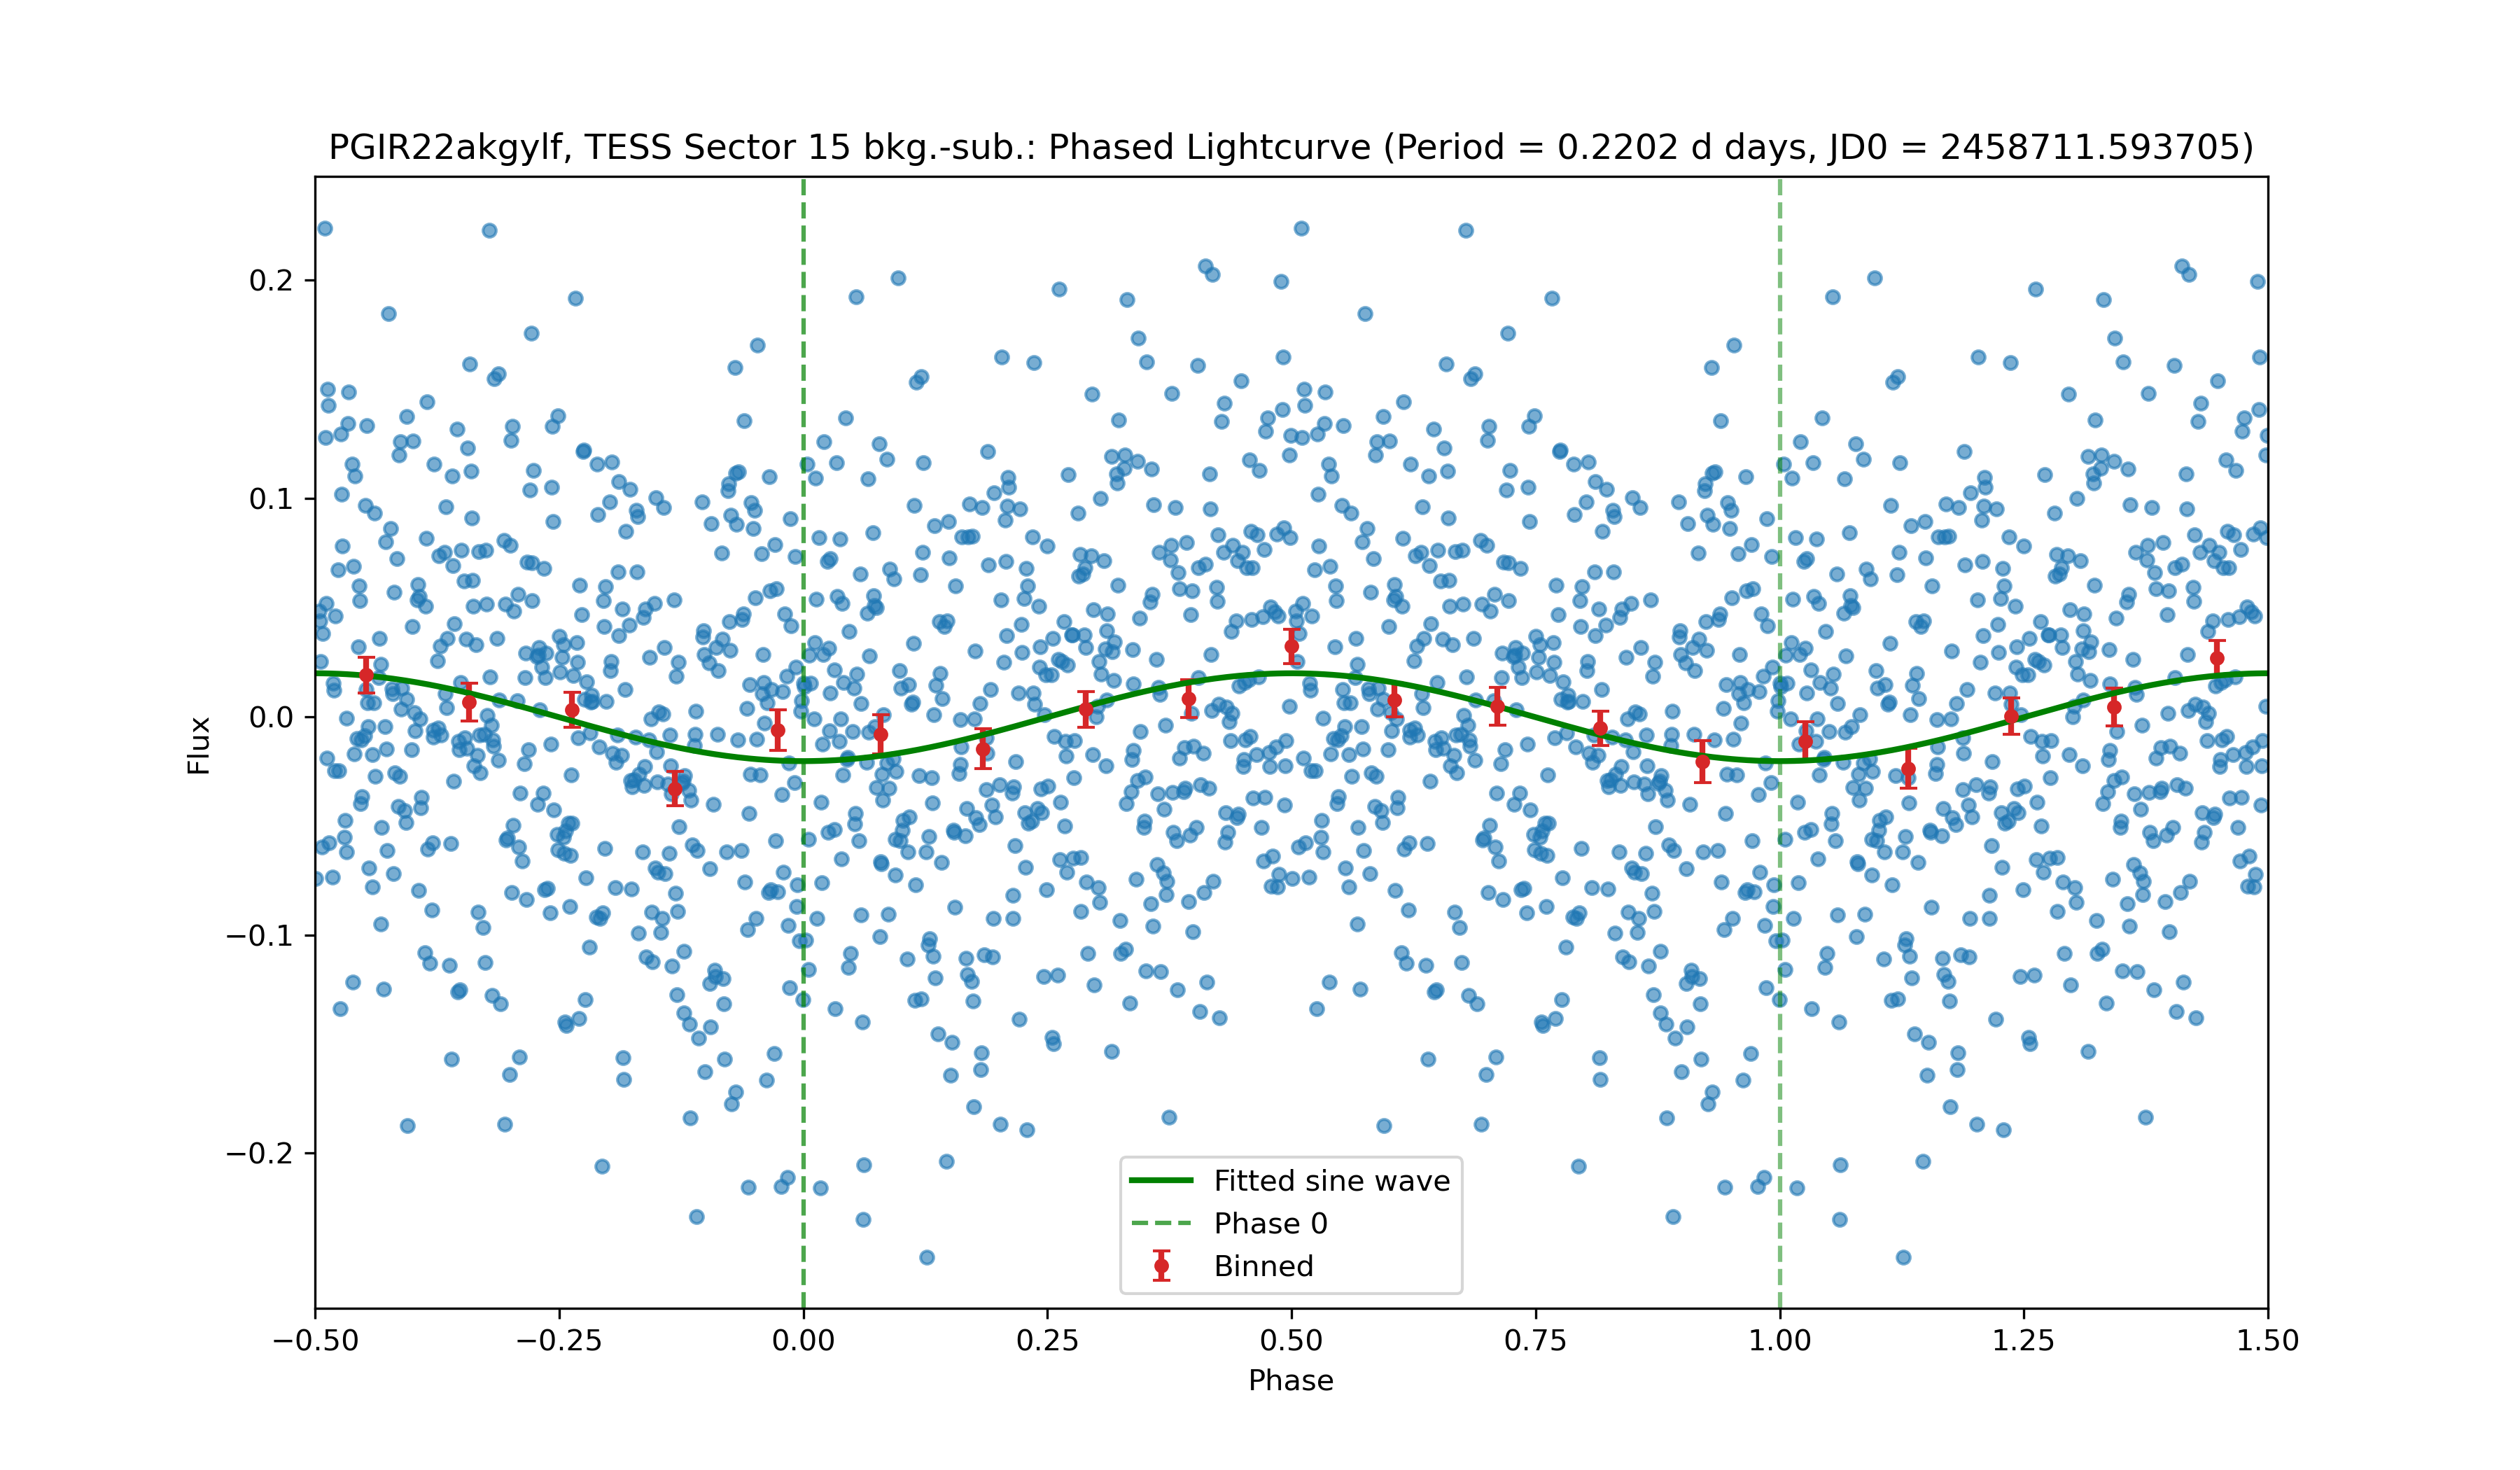 PGIR22akgylf, TESS Sector 15 bkg.-sub.: Phased Lightcurve (Period = 0.2202 d days, JD0 = 2458711.593705)
0.2
0.1
0.0
−0.1
−0.2
Flux
Fitted sine wave
Phase 0
Binned
−0.50 −0.25 0.00 0.25 0.50 0.75 1.00 1.25 1.50
Phase